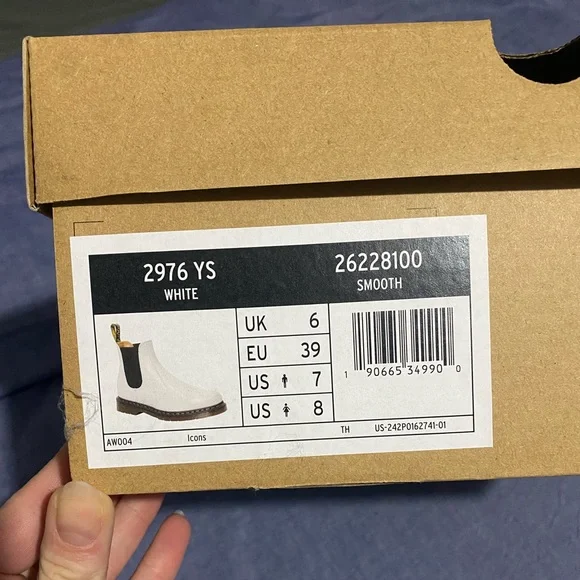 2976 YS
WHITE
26228100
SMOOTH
UK 6
EU 39
US 7
US 8
1 90665 34990 0
AW004
Icons
TH
US-242P0162741-01